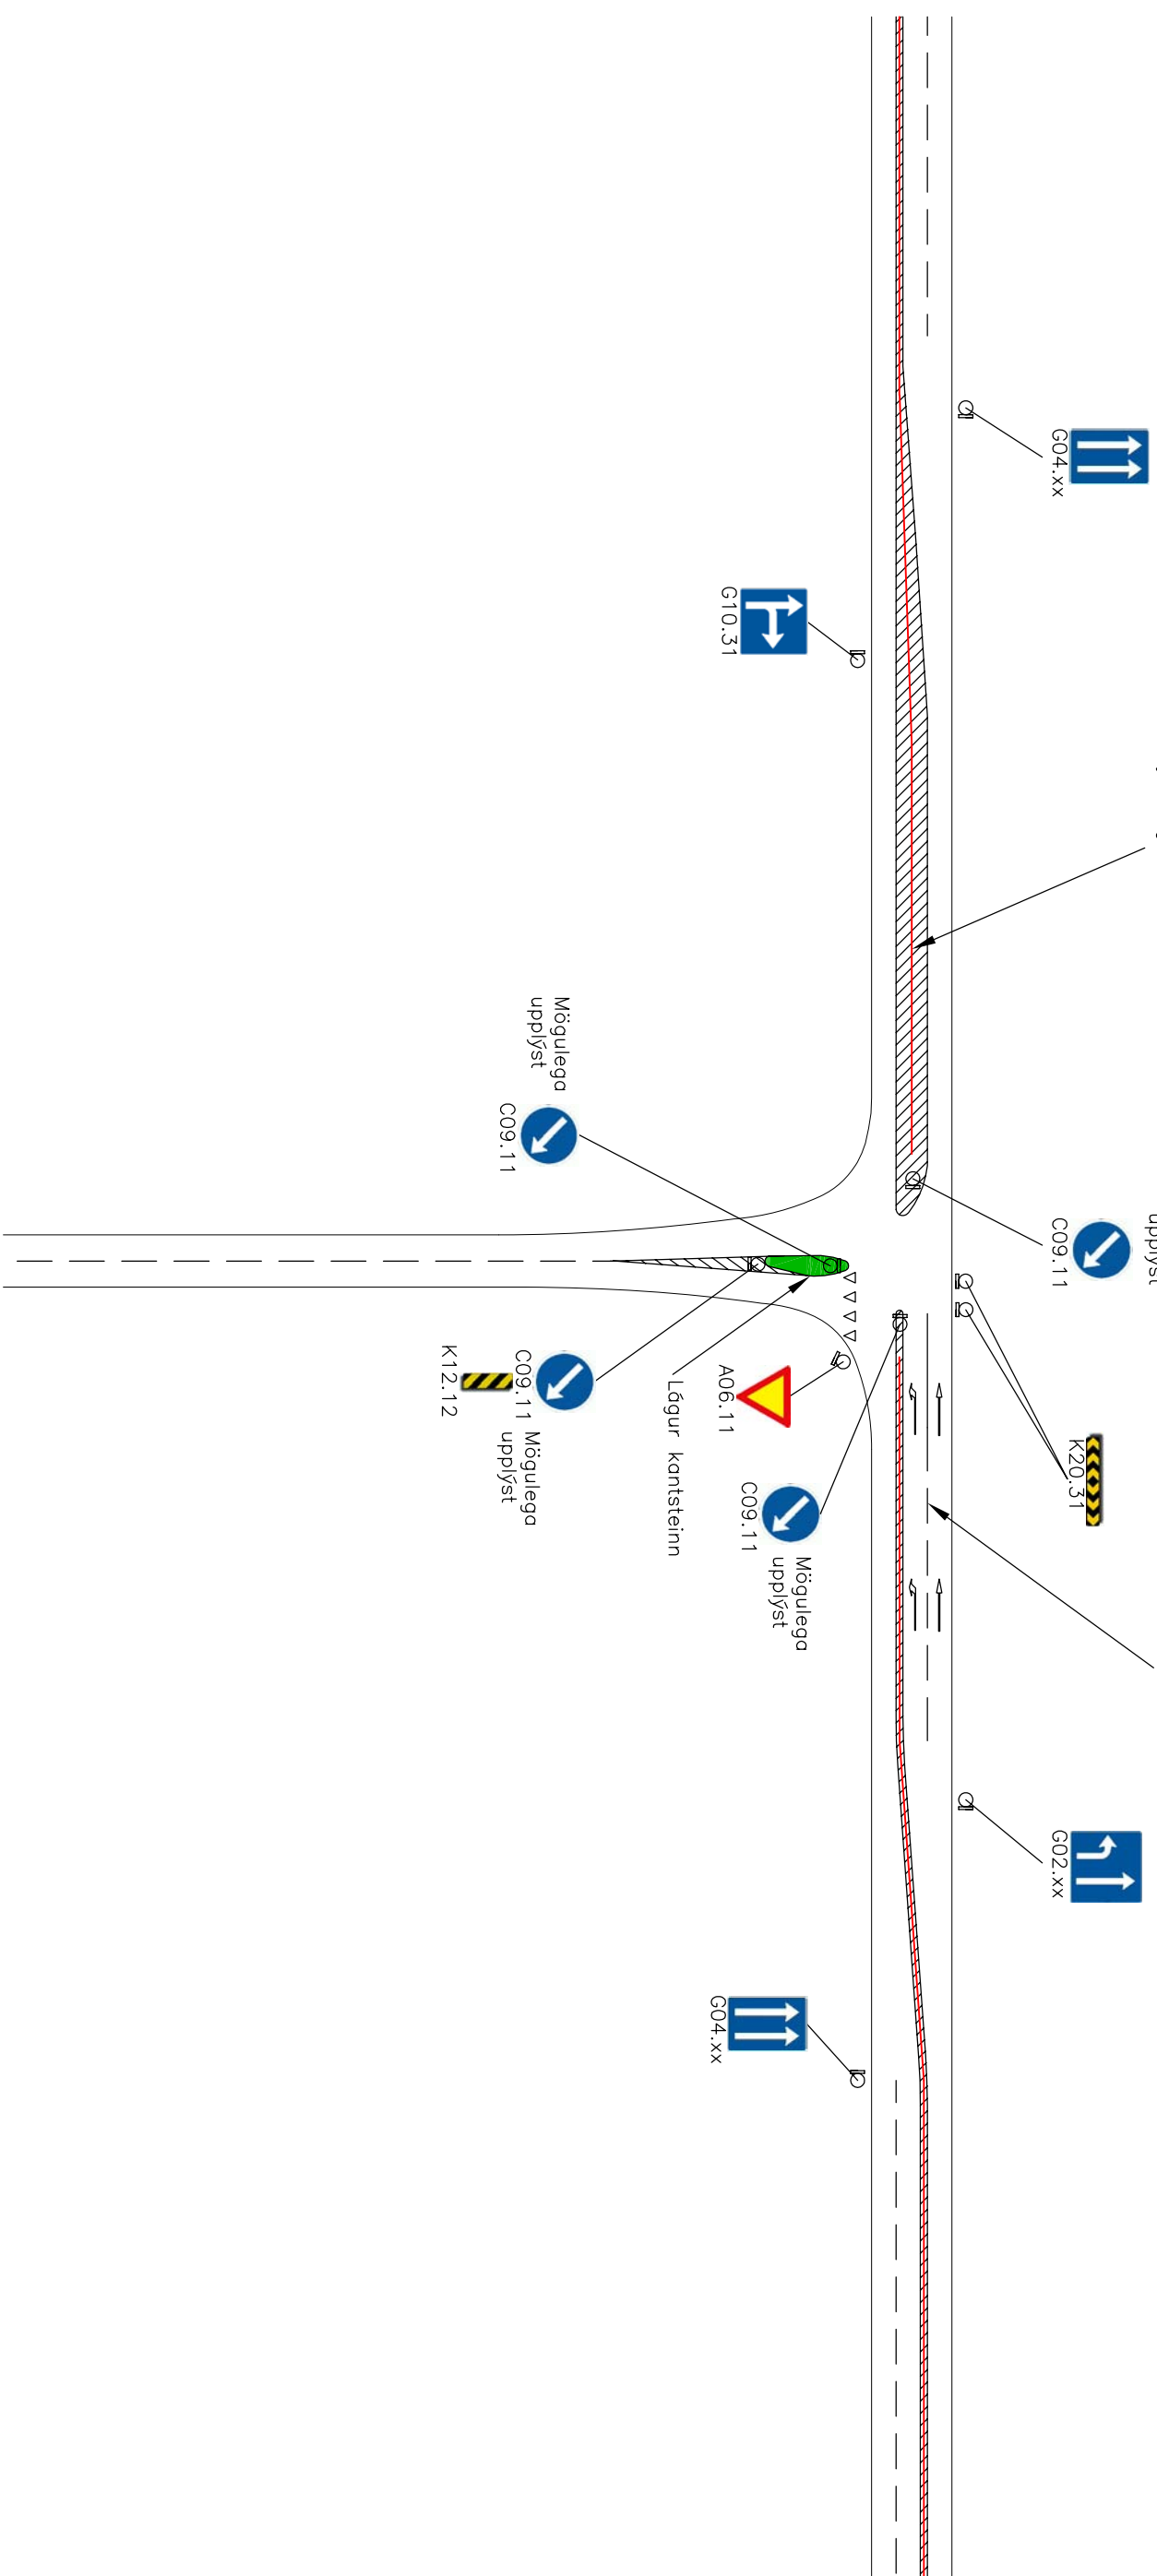 upplýst
G04.xx
C09.11
K20.31
G02.xx
Mögulega
upplýst
C09.11
G10.31
A06.11
G04.xx
Lágur kantsteinn
Mögulega
upplýst
C09.11
C09.11
Mögulega
upplýst
K12.12